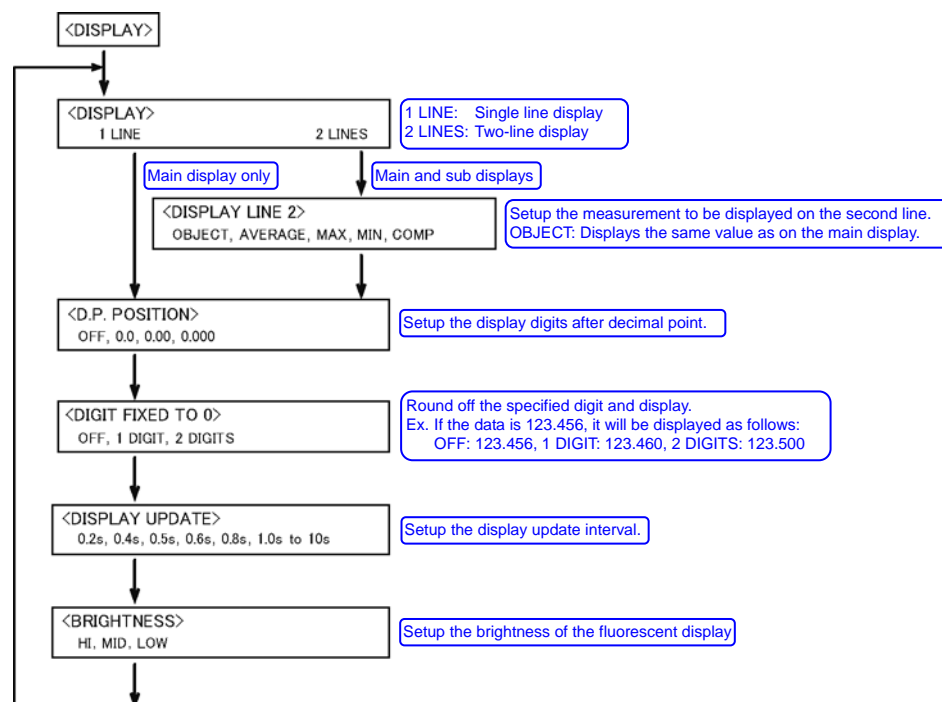 <DISPLAY>
<DISPLAY>
1 LINE 2 LINES
1 LINE: Single line display
2 LINES: Two-line display
Main display only
Main and sub displays
<DISPLAY LINE 2>
OBJECT, AVERAGE, MAX, MIN, COMP
Setup the measurement to be displayed on the second line.
OBJECT: Displays the same value as on the main display.
<D.P. POSITION>
OFF, 0.0, 0.00, 0.000
Setup the display digits after decimal point.
<DIGIT FIXED TO 0>
OFF, 1 DIGIT, 2 DIGITS
Round off the specified digit and display.
Ex. If the data is 123.456, it will be displayed as follows:
OFF: 123.456, 1 DIGIT: 123.460, 2 DIGITS: 123.500
<DISPLAY UPDATE>
0.2s, 0.4s, 0.5s, 0.6s, 0.8s, 1.0s to 10s
Setup the display update interval.
<BRIGHTNESS>
HI, MID, LOW
Setup the brightness of the fluorescent display